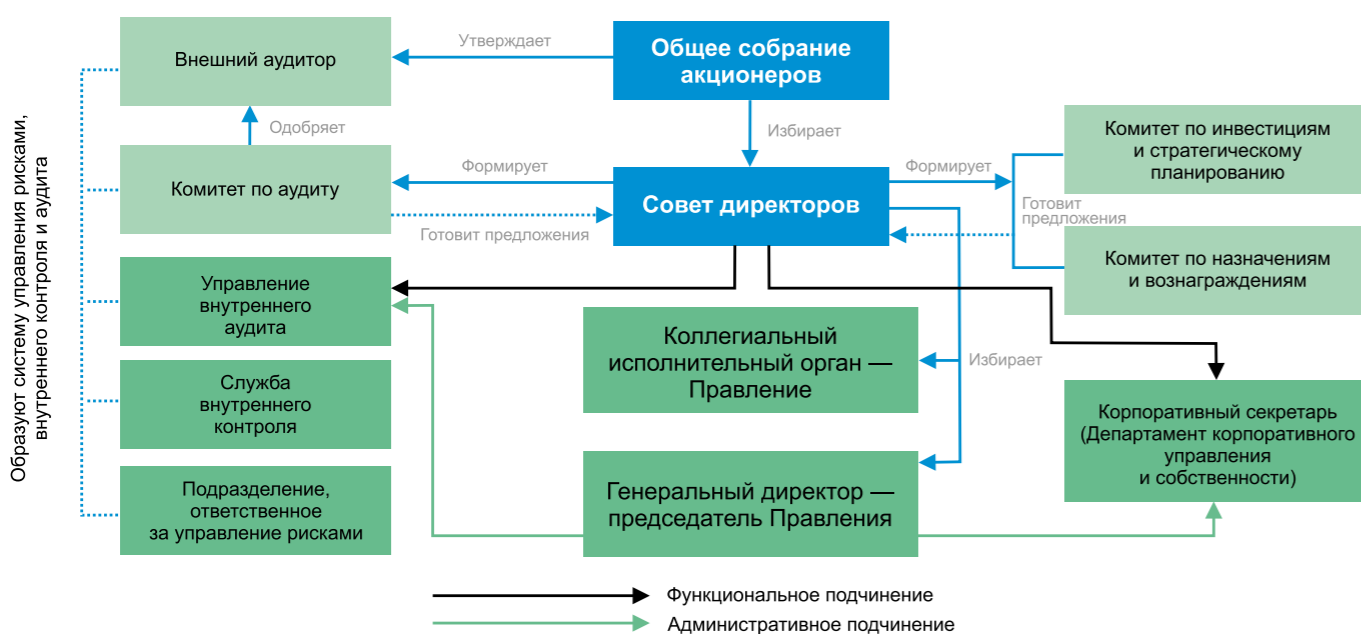 Утверждает
Общее собрание
акционеров
Внешний аудитор
Одобряет
Избирает
Комитет по инвестициям
и стратегическому
планированию
Комитет по аудиту
Формирует
Совет директоров
Формирует
Готовит предложения
Готовит
предложения
Комитет по назначениям
и вознаграждениям
Образуют систему управления рисками,
внутреннего контроля и аудита
Управление
внутреннего
аудита
Коллегиальный
исполнительный орган —
Правление
Избирает
Служба
внутреннего
контроля
Корпоративный секретарь
(Департамент корпоративного
управления
и собственности)
Подразделение,
ответственное
за управление рисками
Генеральный директор —
председатель Правления
Функциональное подчинение
Административное подчинение